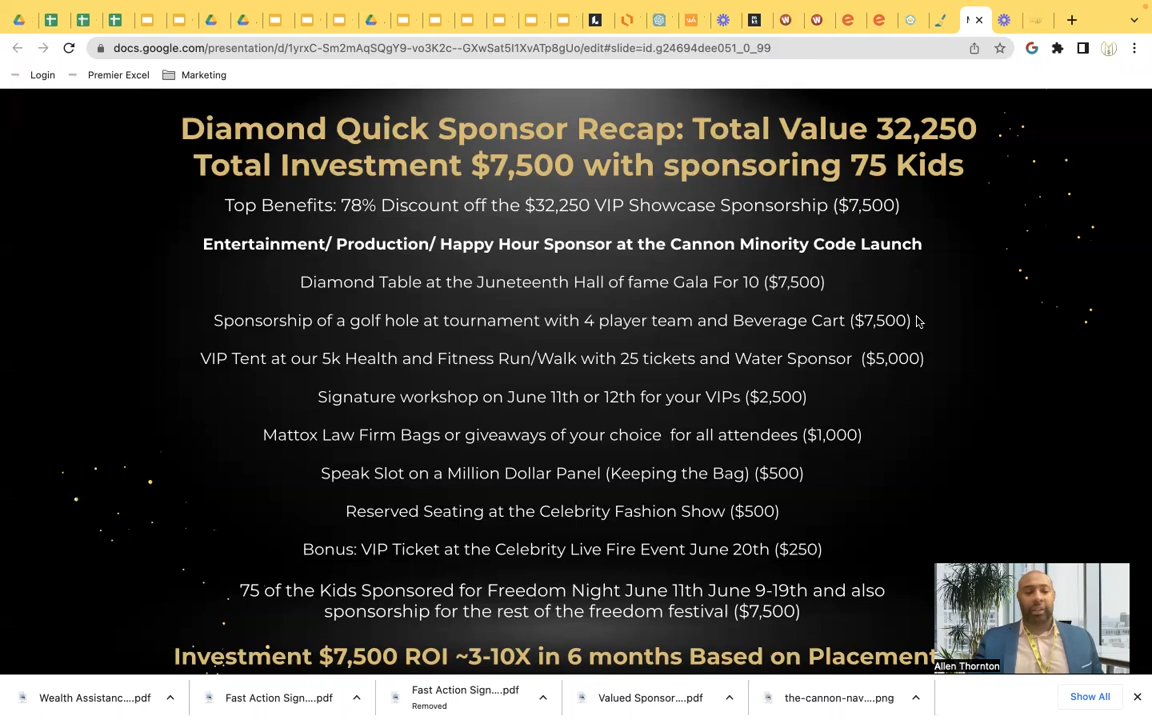 docs.google.com/presentation/d/1yrxC-Sm2mAqSQgY9-vo3K2c--GXwSat5I1XvATp8gUo/edit#slide=id.g24694dee051_0_99
Login
Premier Excel
Marketing
Diamond Quick Sponsor Recap: Total Value 32,250
Total Investment $7,500 with sponsoring 75 Kids
Top Benefits: 78% Discount off the $32,250 VIP Showcase Sponsorship ($7,500)
Entertainment/ Production/ Happy Hour Sponsor at the Cannon Minority Code Launch
Diamond Table at the Juneteenth Hall of fame Gala For 10 ($7,500)
Sponsorship of a golf hole at tournament with 4 player team and Beverage Cart ($7,500)
VIP Tent at our 5k Health and Fitness Run/Walk with 25 tickets and Water Sponsor ($5,000)
Signature workshop on June 11th or 12th for your VIPs ($2,500)
Mattox Law Firm Bags or giveaways of your choice for all attendees ($1,000)
Speak Slot on a Million Dollar Panel (Keeping the Bag) ($500)
Reserved Seating at the Celebrity Fashion Show ($500)
Bonus: VIP Ticket at the Celebrity Live Fire Event June 20th ($250)
75 of the Kids Sponsored for Freedom Night June 11th June 9-19th and also
sponsorship for the rest of the freedom festival ($7,500)
Investment $7,500 ROI ~3-10X in 6 months Based on Placement
Allen Thornton
Wealth Assistanc....pdf
Fast Action Sign....pdf
Fast Action Sign....pdf
Removed
Valued Sponsor....pdf
the-cannon-nav....png
Show All